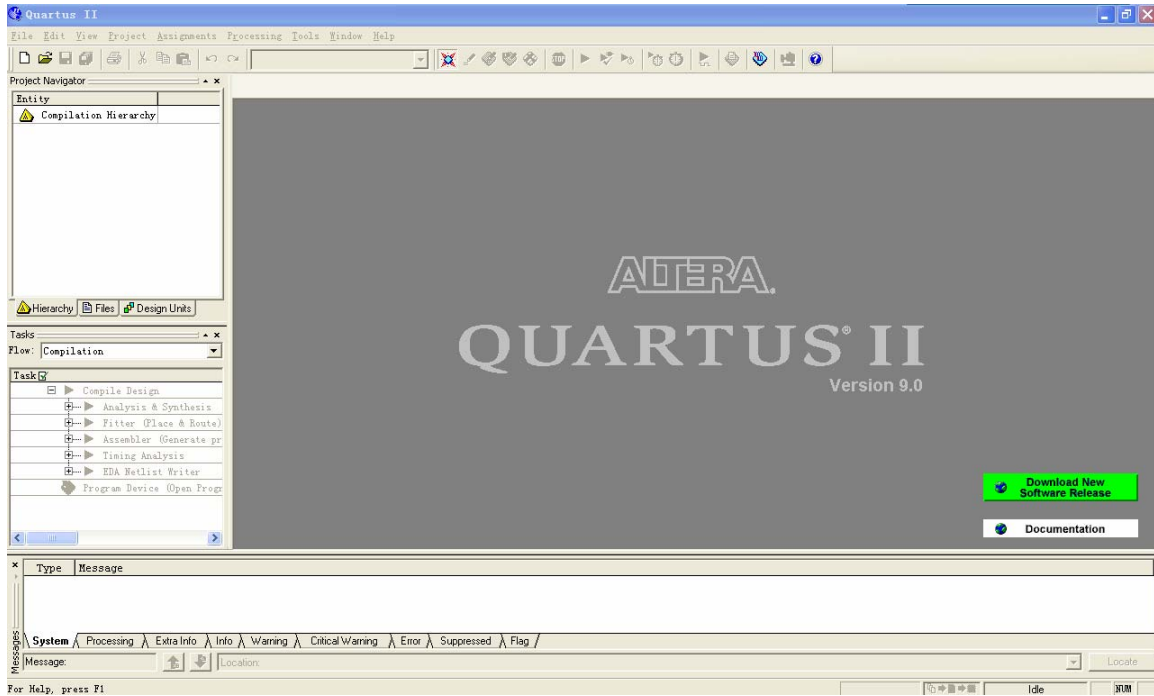 Quartus II
File Edit View Project Assignments Processing Tools Window Help
Project Navigator
Entity
Compilation Hierarchy
Hierarchy Files Design Units
Tasks
Flow: Compilation
Task
Compile Design
Analysis & Synthesis
Fitter (Place & Route)
Assembler (Generate pr
Timing Analysis
EDA Netlist Writer
Program Device (Open Progr
ALTERA.
QUARTUS® II
Version 9.0
Download New
Software Release
Documentation
Type Message
System Processing Extra Info Info Warning Critical Warning Error Suppressed Flag
Messages
Message: Location: Locate
For Help, press F1 Idle NUM